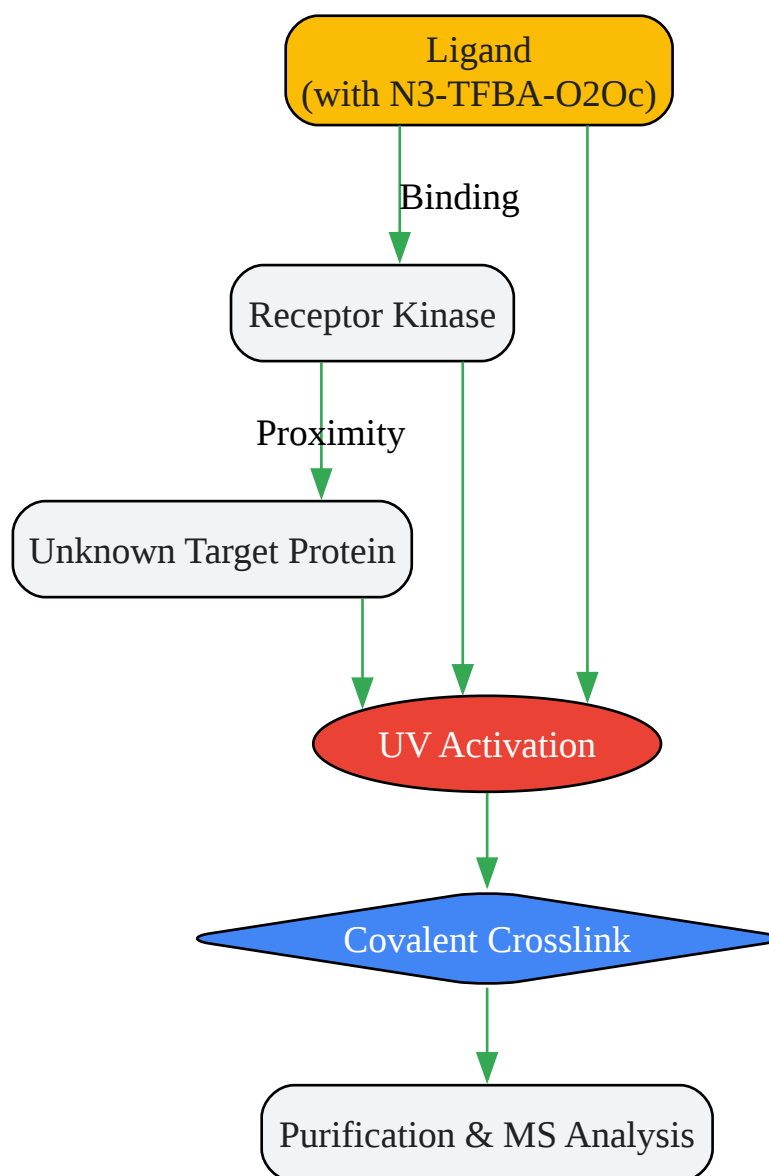 Ligand
(with N3-TFBA-O2Oc)
Binding
Receptor Kinase
Proximity
Unknown Target Protein
UV Activation
Covalent Crosslink
Purification & MS Analysis